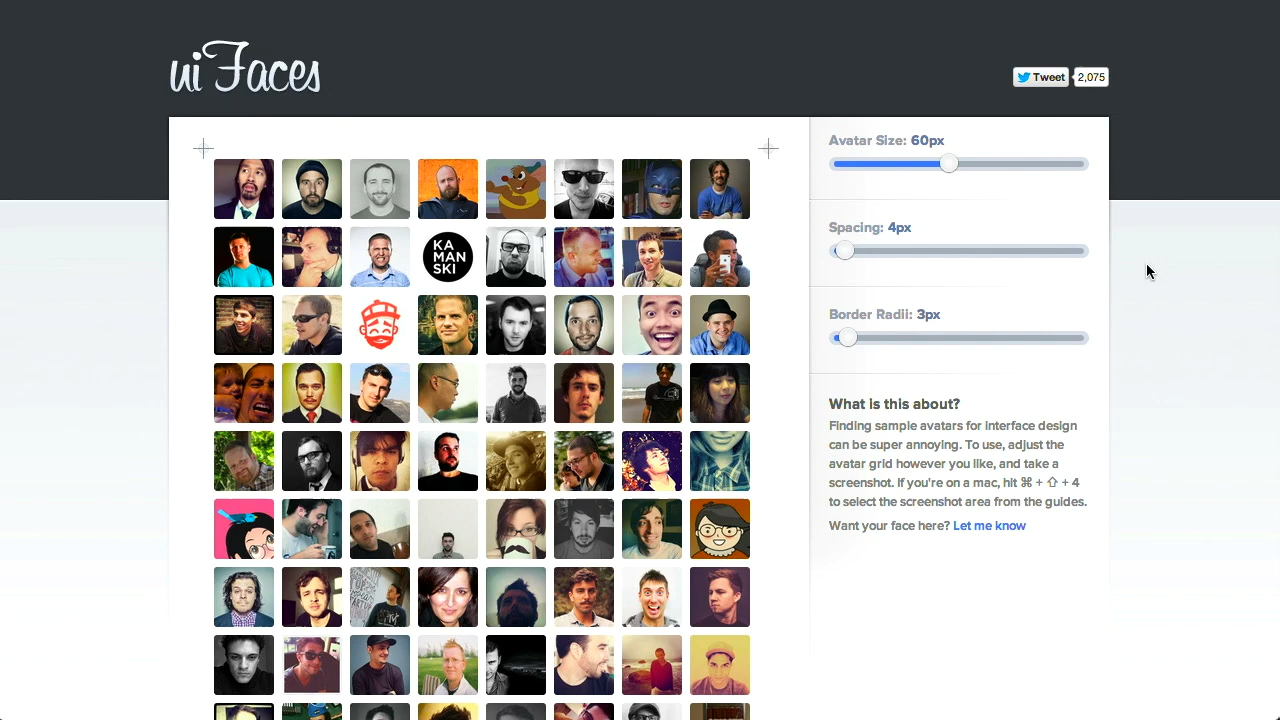 uiFaces
Tweet 2,075
Avatar Size: 60px
Spacing: 4px
KA
MAN
SKI
Border Radii: 3px
What is this about?
Finding sample avatars for interface design
can be super annoying. To use, adjust the
avatar grid however you like, and take a
screenshot. If you're on a mac, hit ⌘ + ⇧ + 4
to select the screenshot area from the guides.
Want your face here? Let me know